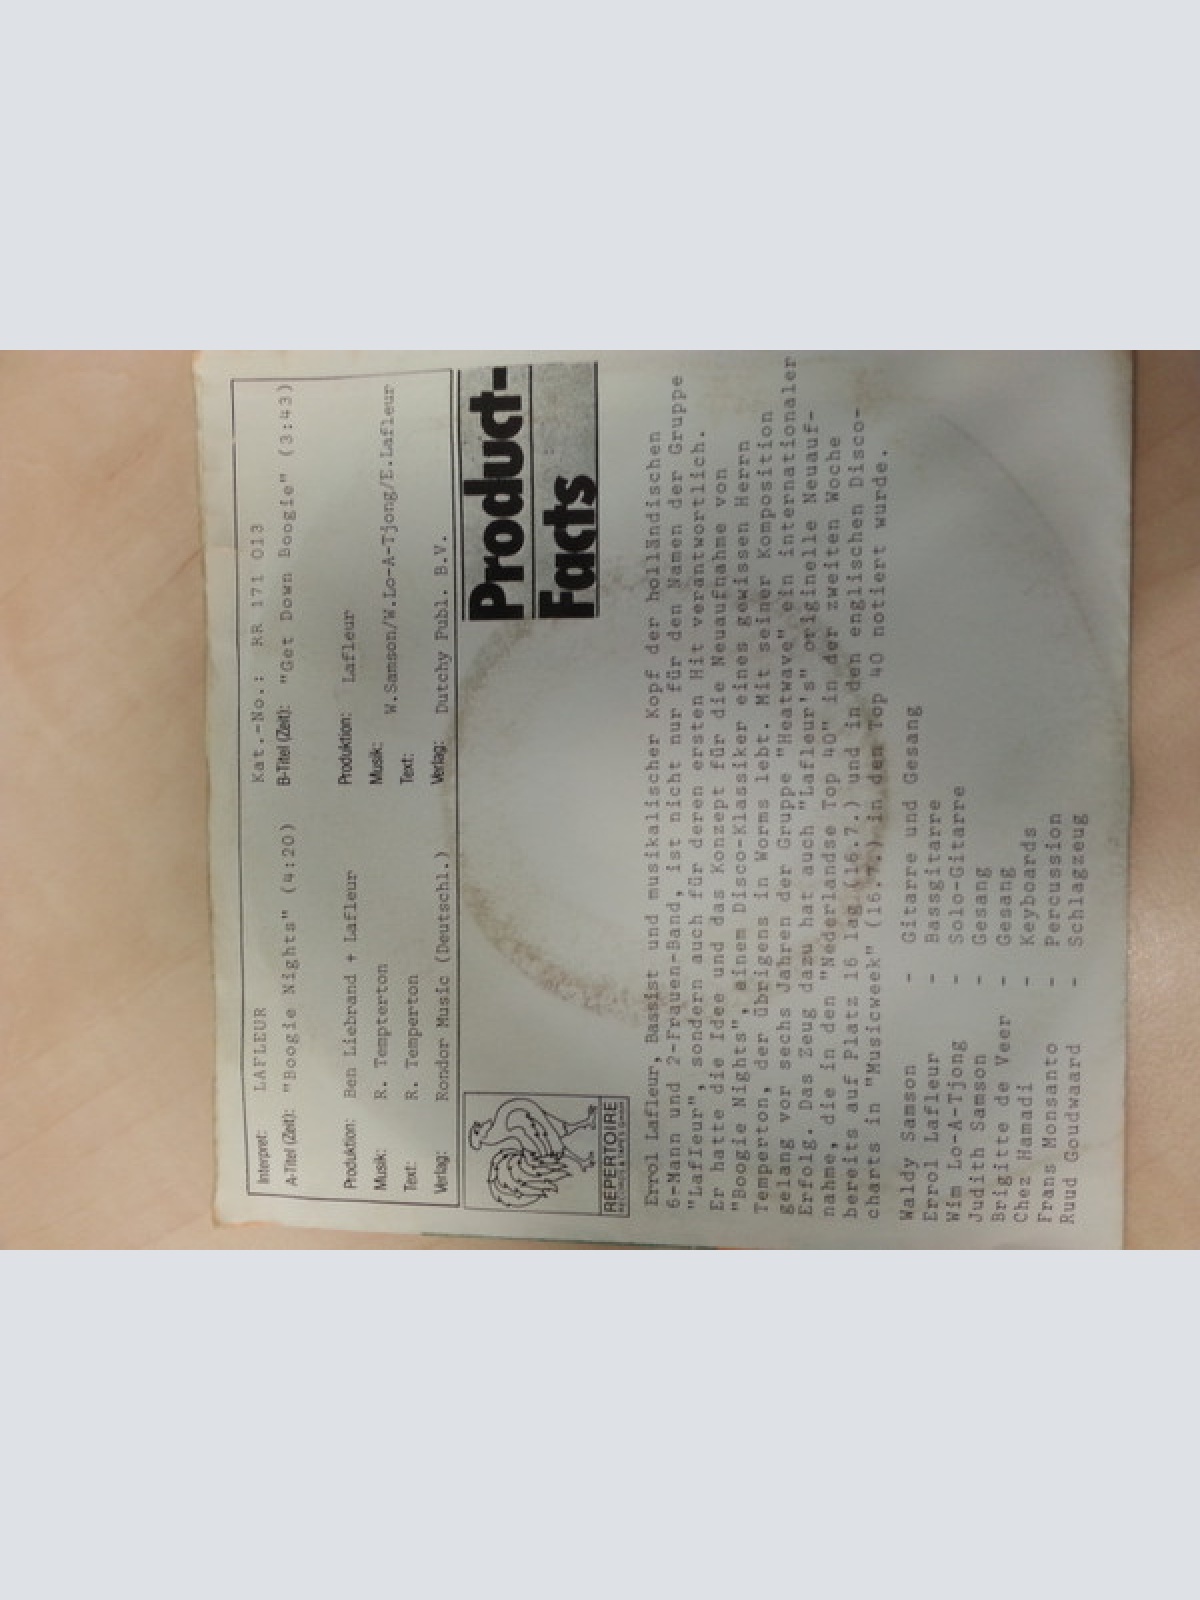 Interpret: LAFLEUR Kat.-No.: RR 171 013
A-Titel (Zeit): "Boogie Nights" (4:20) B-Titel (Zeit): "Get Down Boogie" (3:43)
Produktion: Ben Liebrand + Lafleur Produktion: Lafleur
Musik: R. Tempterton Musik:
W.Samson/W.Lo-A-Tjong/E.Lafleur
Text: R. Temperton Text:
Verlag: Rondor Music (Deutschl.) Verlag: Dutchy Publ. B.V.
REPERTOIRE
RECORDS & TAPES GmbH
Product-
Facts
Errol Lafleur, Bassist und musikalischer Kopf der holländischen
6-Mann und 2-Frauen-Band, ist nicht nur für den Namen der Gruppe
"Lafleur", sondern auch für deren ersten Hit verantwortlich.
Er hatte die Idee und das Konzept für die Neuaufnahme von
"Boogie Nights", einem Disco-Klassiker eines gewissen Herrn
Temperton, der übrigens in Worms lebt. Mit seiner Komposition
gelang vor sechs Jahren der Gruppe "Heatwave" ein internationaler
Erfolg. Das Zeug dazu hat auch "Lafleur's" originelle Neuauf-
nahme, die in den "Nederlandse Top 40" in der zweiten Woche
bereits auf Platz 16 lag (16.7.) und in den englischen Disco-
charts in "Musicweek" (16.7.) in den Top 40 notiert wurde.
Waldy Samson - Gitarre und Gesang
Errol Lafleur - Bassgitarre
Wim Lo-A-Tjong - Solo-Gitarre
Judith Samson - Gesang
Brigitte de Veer - Gesang
Chez Hamadi - Keyboards
Frans Monsanto - Percussion
Ruud Goudwaard - Schlagzeug